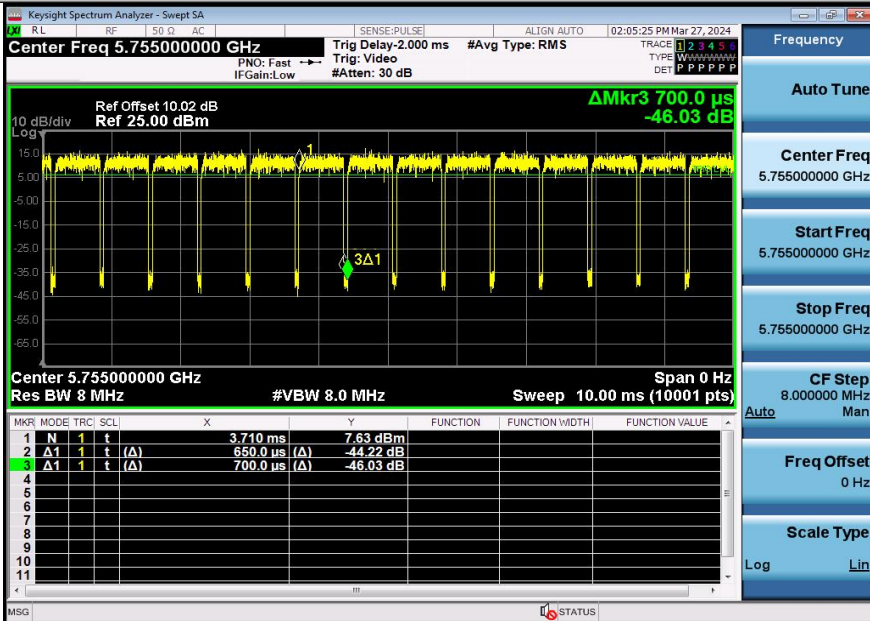 Keysight Spectrum Analyzer - Swept SA
LXI RL RF 50 Ω AC SENSE:PULSE ALIGN AUTO 02:05:25 PM Mar 27, 2024
Center Freq 5.755000000 GHz
PNO: Fast
IFGain:Low
Trig Delay-2.000 ms
Trig: Video
#Atten: 30 dB
#Avg Type: RMS
TRACE 1 2 3 4 5 6
TYPE WWWWWW
DET P P P P P P
Frequency
Auto Tune
Center Freq
5.755000000 GHz
Start Freq
5.755000000 GHz
Stop Freq
5.755000000 GHz
CF Step
8.000000 MHz
Auto Man
Freq Offset
0 Hz
Scale Type
Log Lin
ΔMkr3 700.0 µs
-46.03 dB
Ref Offset 10.02 dB
10 dB/div Ref 25.00 dBm
Log
15.0
5.00
-5.00
-15.0
-25.0
-35.0
-45.0
-55.0
-65.0
1
3Δ1
Center 5.755000000 GHz Span 0 Hz
Res BW 8 MHz #VBW 8.0 MHz Sweep 10.00 ms (10001 pts)
MKR MODE TRC SCL X Y FUNCTION FUNCTION WIDTH FUNCTION VALUE
1 N 1 t 3.710 ms 7.63 dBm
2 Δ1 1 t (Δ) 650.0 µs (Δ) -44.22 dB
3 Δ1 1 t (Δ) 700.0 µs (Δ) -46.03 dB
4
5
6
7
8
9
10
11
MSG STATUS